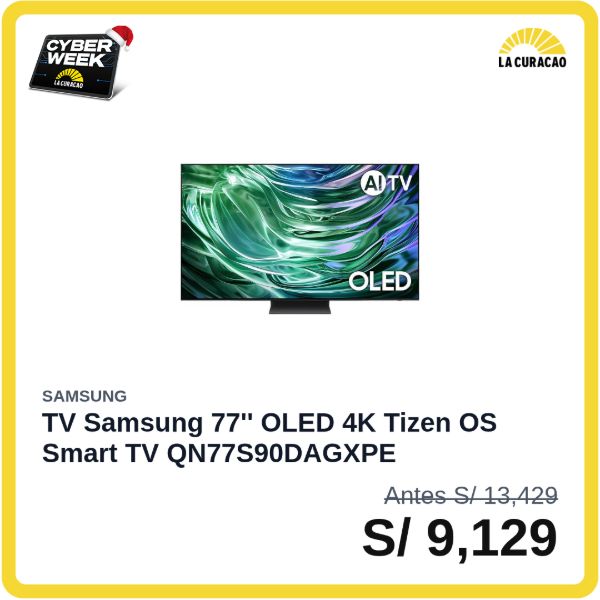 CYBER
WEEK
LA CURACAO
LA CURACAO
AI TV
OLED
SAMSUNG
TV Samsung 77'' OLED 4K Tizen OS
Smart TV QN77S90DAGXPE
Antes S/ 13,429
S/ 9,129